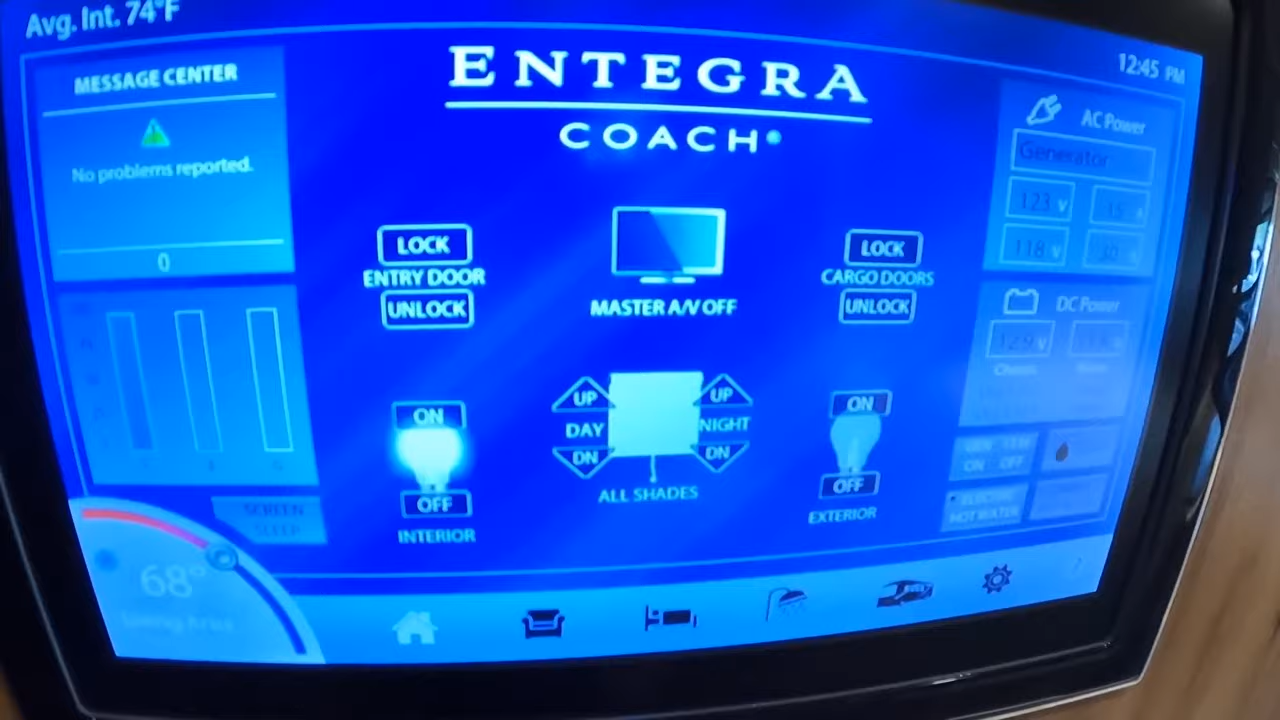 Avg. Int. 74°F
12:45 PM
MESSAGE CENTER
No problems reported.
0
ENTEGRA
COACH
LOCK
ENTRY DOOR
UNLOCK
MASTER A/V OFF
LOCK
CARGO DOORS
UNLOCK
AC Power
Generator
123 V
118 V
DC Power
12.9 V
ON
OFF
INTERIOR
UP
DAY
DN
UP
NIGHT
DN
ALL SHADES
ON
OFF
EXTERIOR
ON OFF
HOT WATER
SCREEN
SLEEP
68°